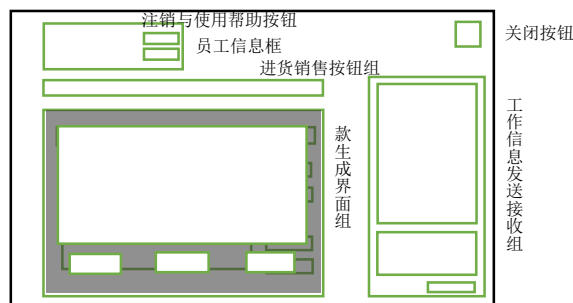 注销与使用帮助按钮
关闭按钮
员工信息框
进货销售按钮组
款生成界面组
工作信息发送接收组